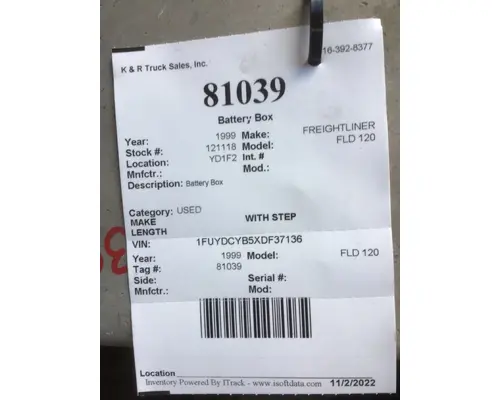 K & R Truck Sales, Inc. 16-392-8377
81039
Battery Box
Year: 1999 Make: FREIGHTLINER
Stock #: 121118 Model: FLD 120
Location: YD1F2 Int. #
Mnfctr.: Mod.:
Description: Battery Box
Category: USED
MAKE
LENGTH WITH STEP
VIN: 1FUYDCYB5XDF37136
Year: 1999 Model: FLD 120
Tag #: 81039
Side: Serial #:
Mnfctr.: Mod:
Location
Inventory Powered By ITrack - www.isoftdata.com 11/2/2022